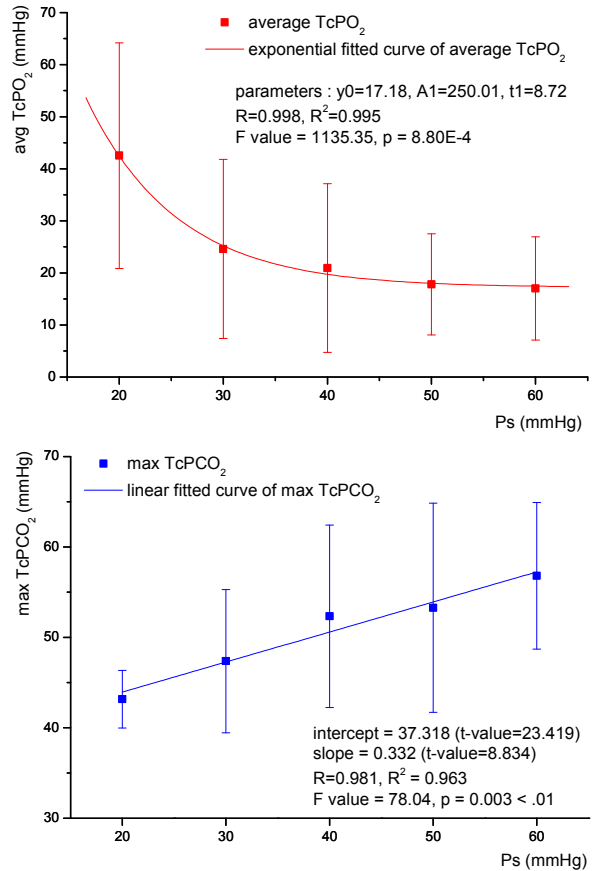 average TcPO₂
exponential fitted curve of average TcPO₂
parameters : y0=17.18, A1=250.01, t1=8.72
R=0.998, R²=0.995
F value = 1135.35, p = 8.80E-4
avg TcPO₂ (mmHg)
70
60
50
40
30
20
10
0
20 30 40 50 60
Ps (mmHg)
max TcPCO₂
linear fitted curve of max TcPCO₂
max TcPCO₂ (mmHg)
70
60
50
40
30
intercept = 37.318 (t-value=23.419)
slope = 0.332 (t-value=8.834)
R=0.981, R² = 0.963
F value = 78.04, p = 0.003 < .01
20 30 40 50 60
Ps (mmHg)